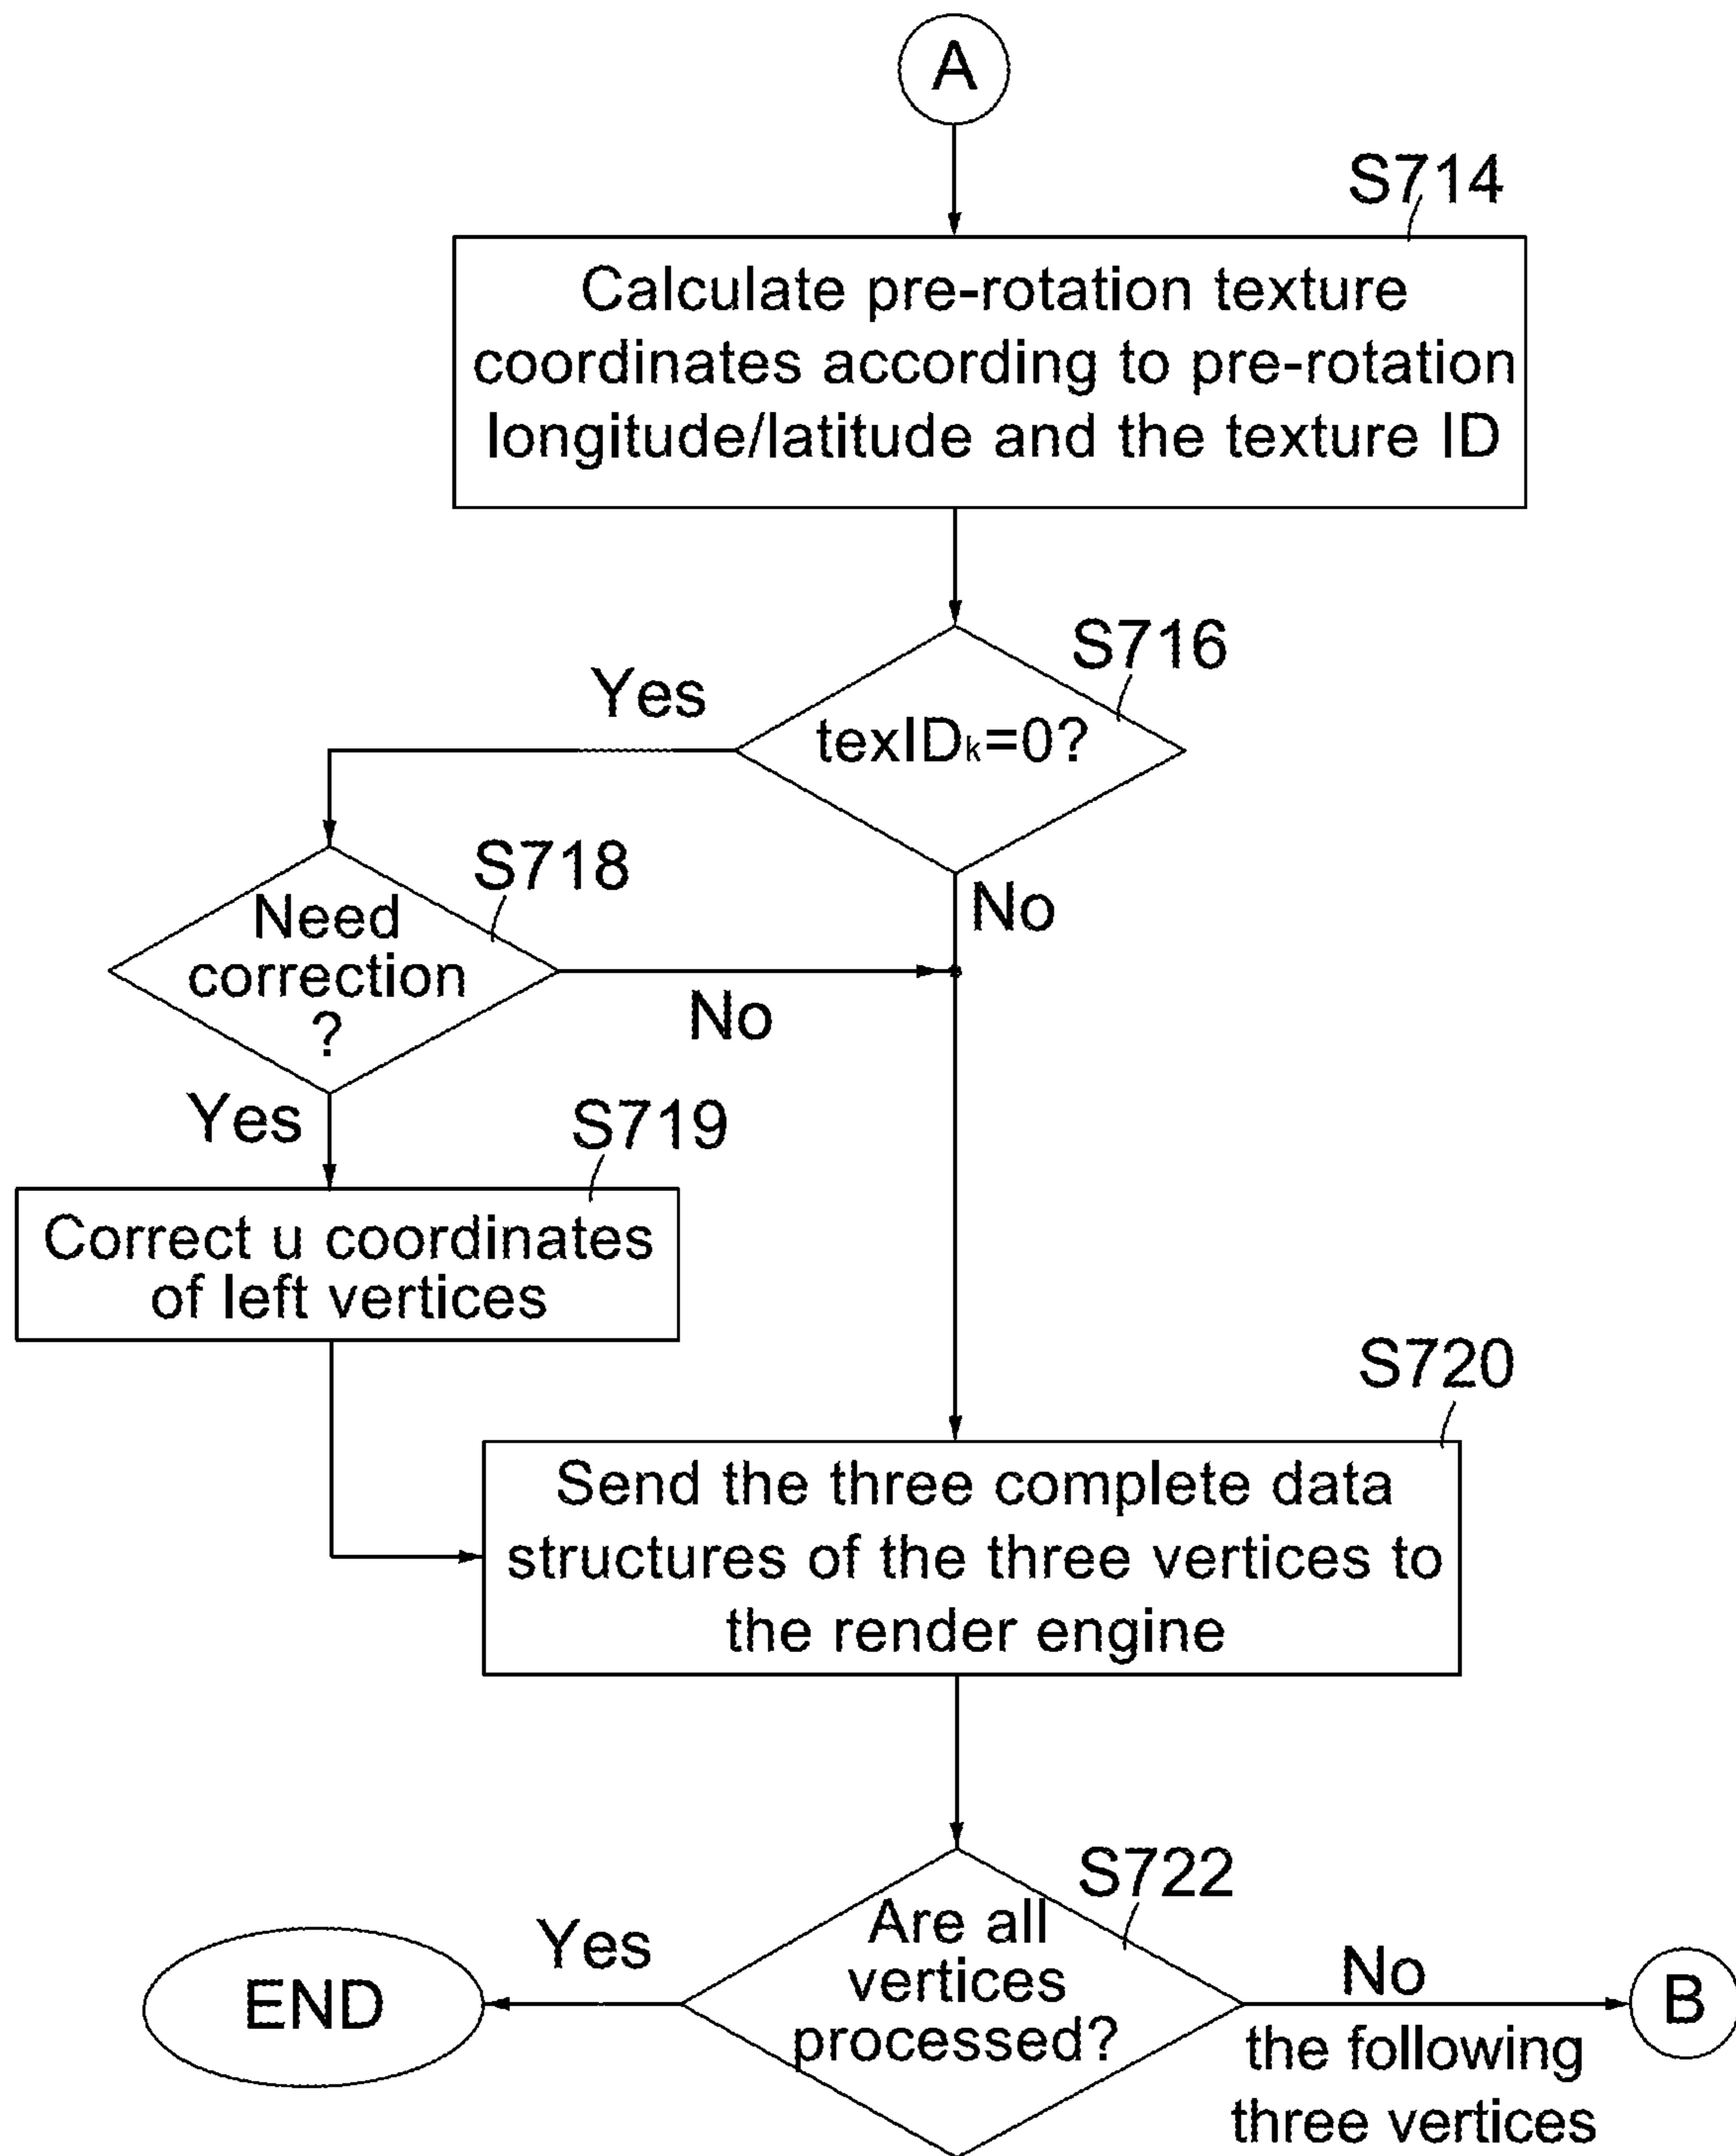 A
S714
Calculate pre-rotation texture
coordinates according to pre-rotation
longitude/latitude and the texture ID
S716
Yes
texIDk=0?
No
S718
Need
correction
?
No
Yes
S719
Correct u coordinates
of left vertices
S720
Send the three complete data
structures of the three vertices to
the render engine
S722
Are all
vertices
processed?
Yes
END
No
the following
three vertices
B